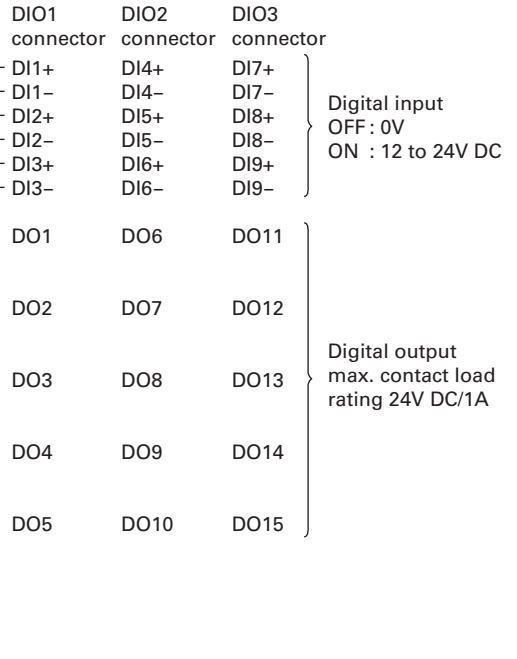 DIO1 DIO2 DIO3
connector connector connector
DI1+ DI4+ DI7+
DI1− DI4− DI7−
DI2+ DI5+ DI8+
DI2− DI5− DI8−
DI3+ DI6+ DI9+
DI3− DI6− DI9−
Digital input
OFF : 0V
ON : 12 to 24V DC
DO1 DO6 DO11
DO2 DO7 DO12
DO3 DO8 DO13
DO4 DO9 DO14
DO5 DO10 DO15
Digital output
max. contact load
rating 24V DC/1A